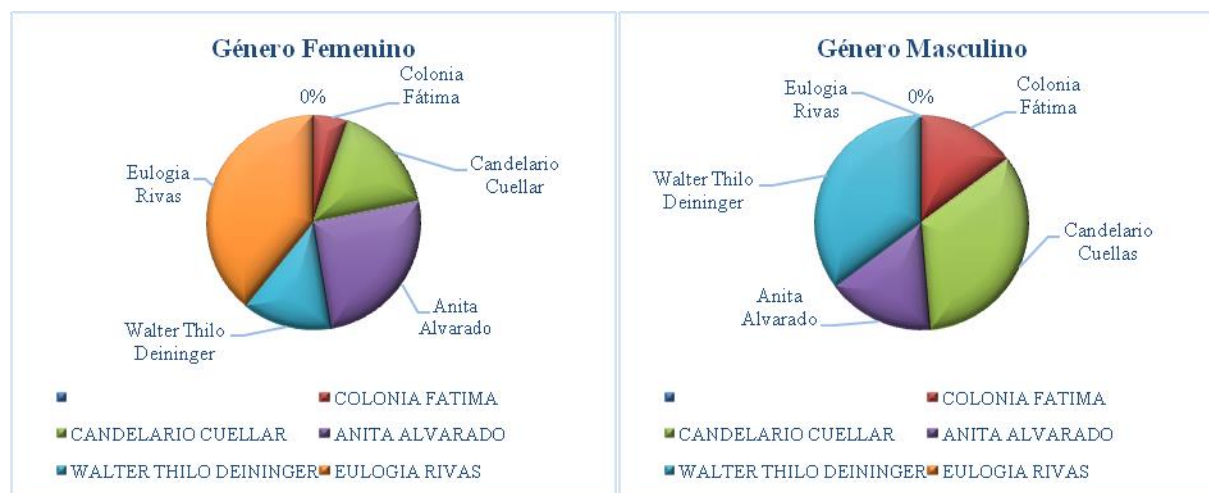 Género Femenino
Colonia
Fátima
0%
Candelario
Cuellar
Eulogia
Rivas
Anita
Alvarado
Walter Thilo
Deininger
COLONIA FATIMA
CANDELARIO CUELLAR
ANITA ALVARADO
WALTER THILO DEININGER
EULOGIA RIVAS
Género Masculino
Eulogia
Rivas
0%
Colonia
Fátima
Walter Thilo
Deininger
Candelario
Cuellas
Anita
Alvarado
COLONIA FATIMA
CANDELARIO CUELLAR
ANITA ALVARADO
WALTER THILO DEININGER
EULOGIA RIVAS